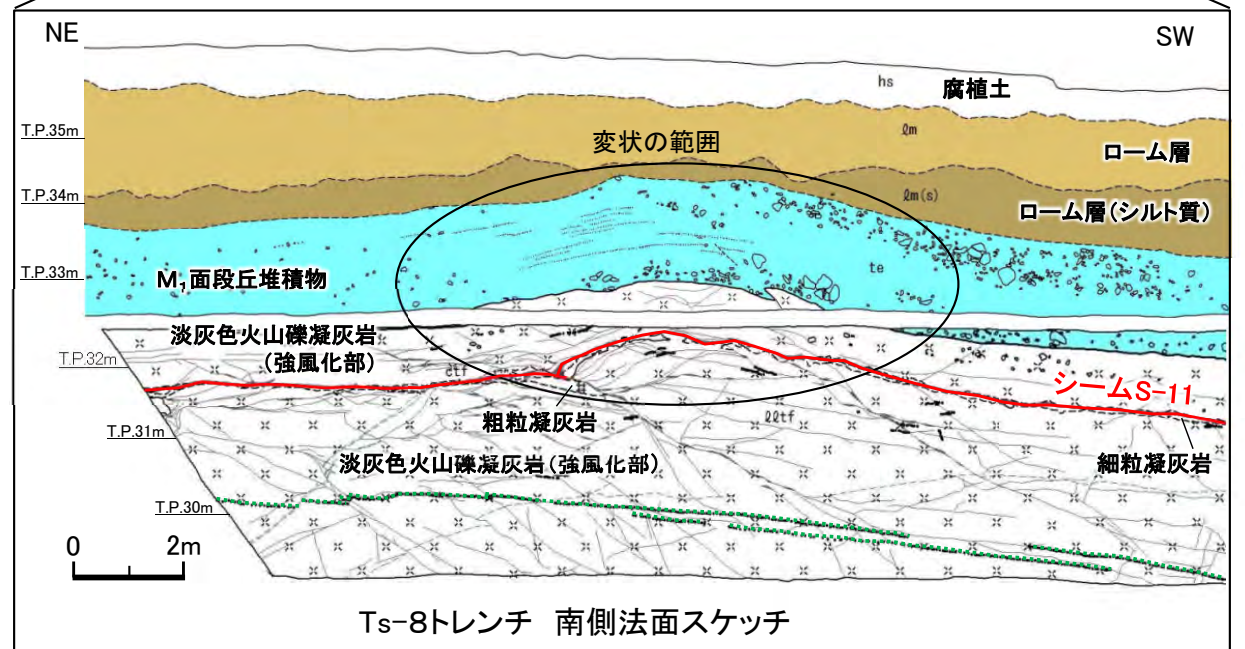 NE
SW
hs
腐植土
T.P.35m
ℓm
変状の範囲
ローム層
T.P.34m
ℓm(s)
ローム層(シルト質)
T.P.33m
M₁面段丘堆積物
te
淡灰色火山礫凝灰岩
(強風化部)
T.P.32m
ctf
シームS-11
粗粒凝灰岩
ℓℓtf
T.P.31m
細粒凝灰岩
淡灰色火山礫凝灰岩(強風化部)
T.P.30m
0
2m
Ts-8トレンチ 南側法面スケッチ